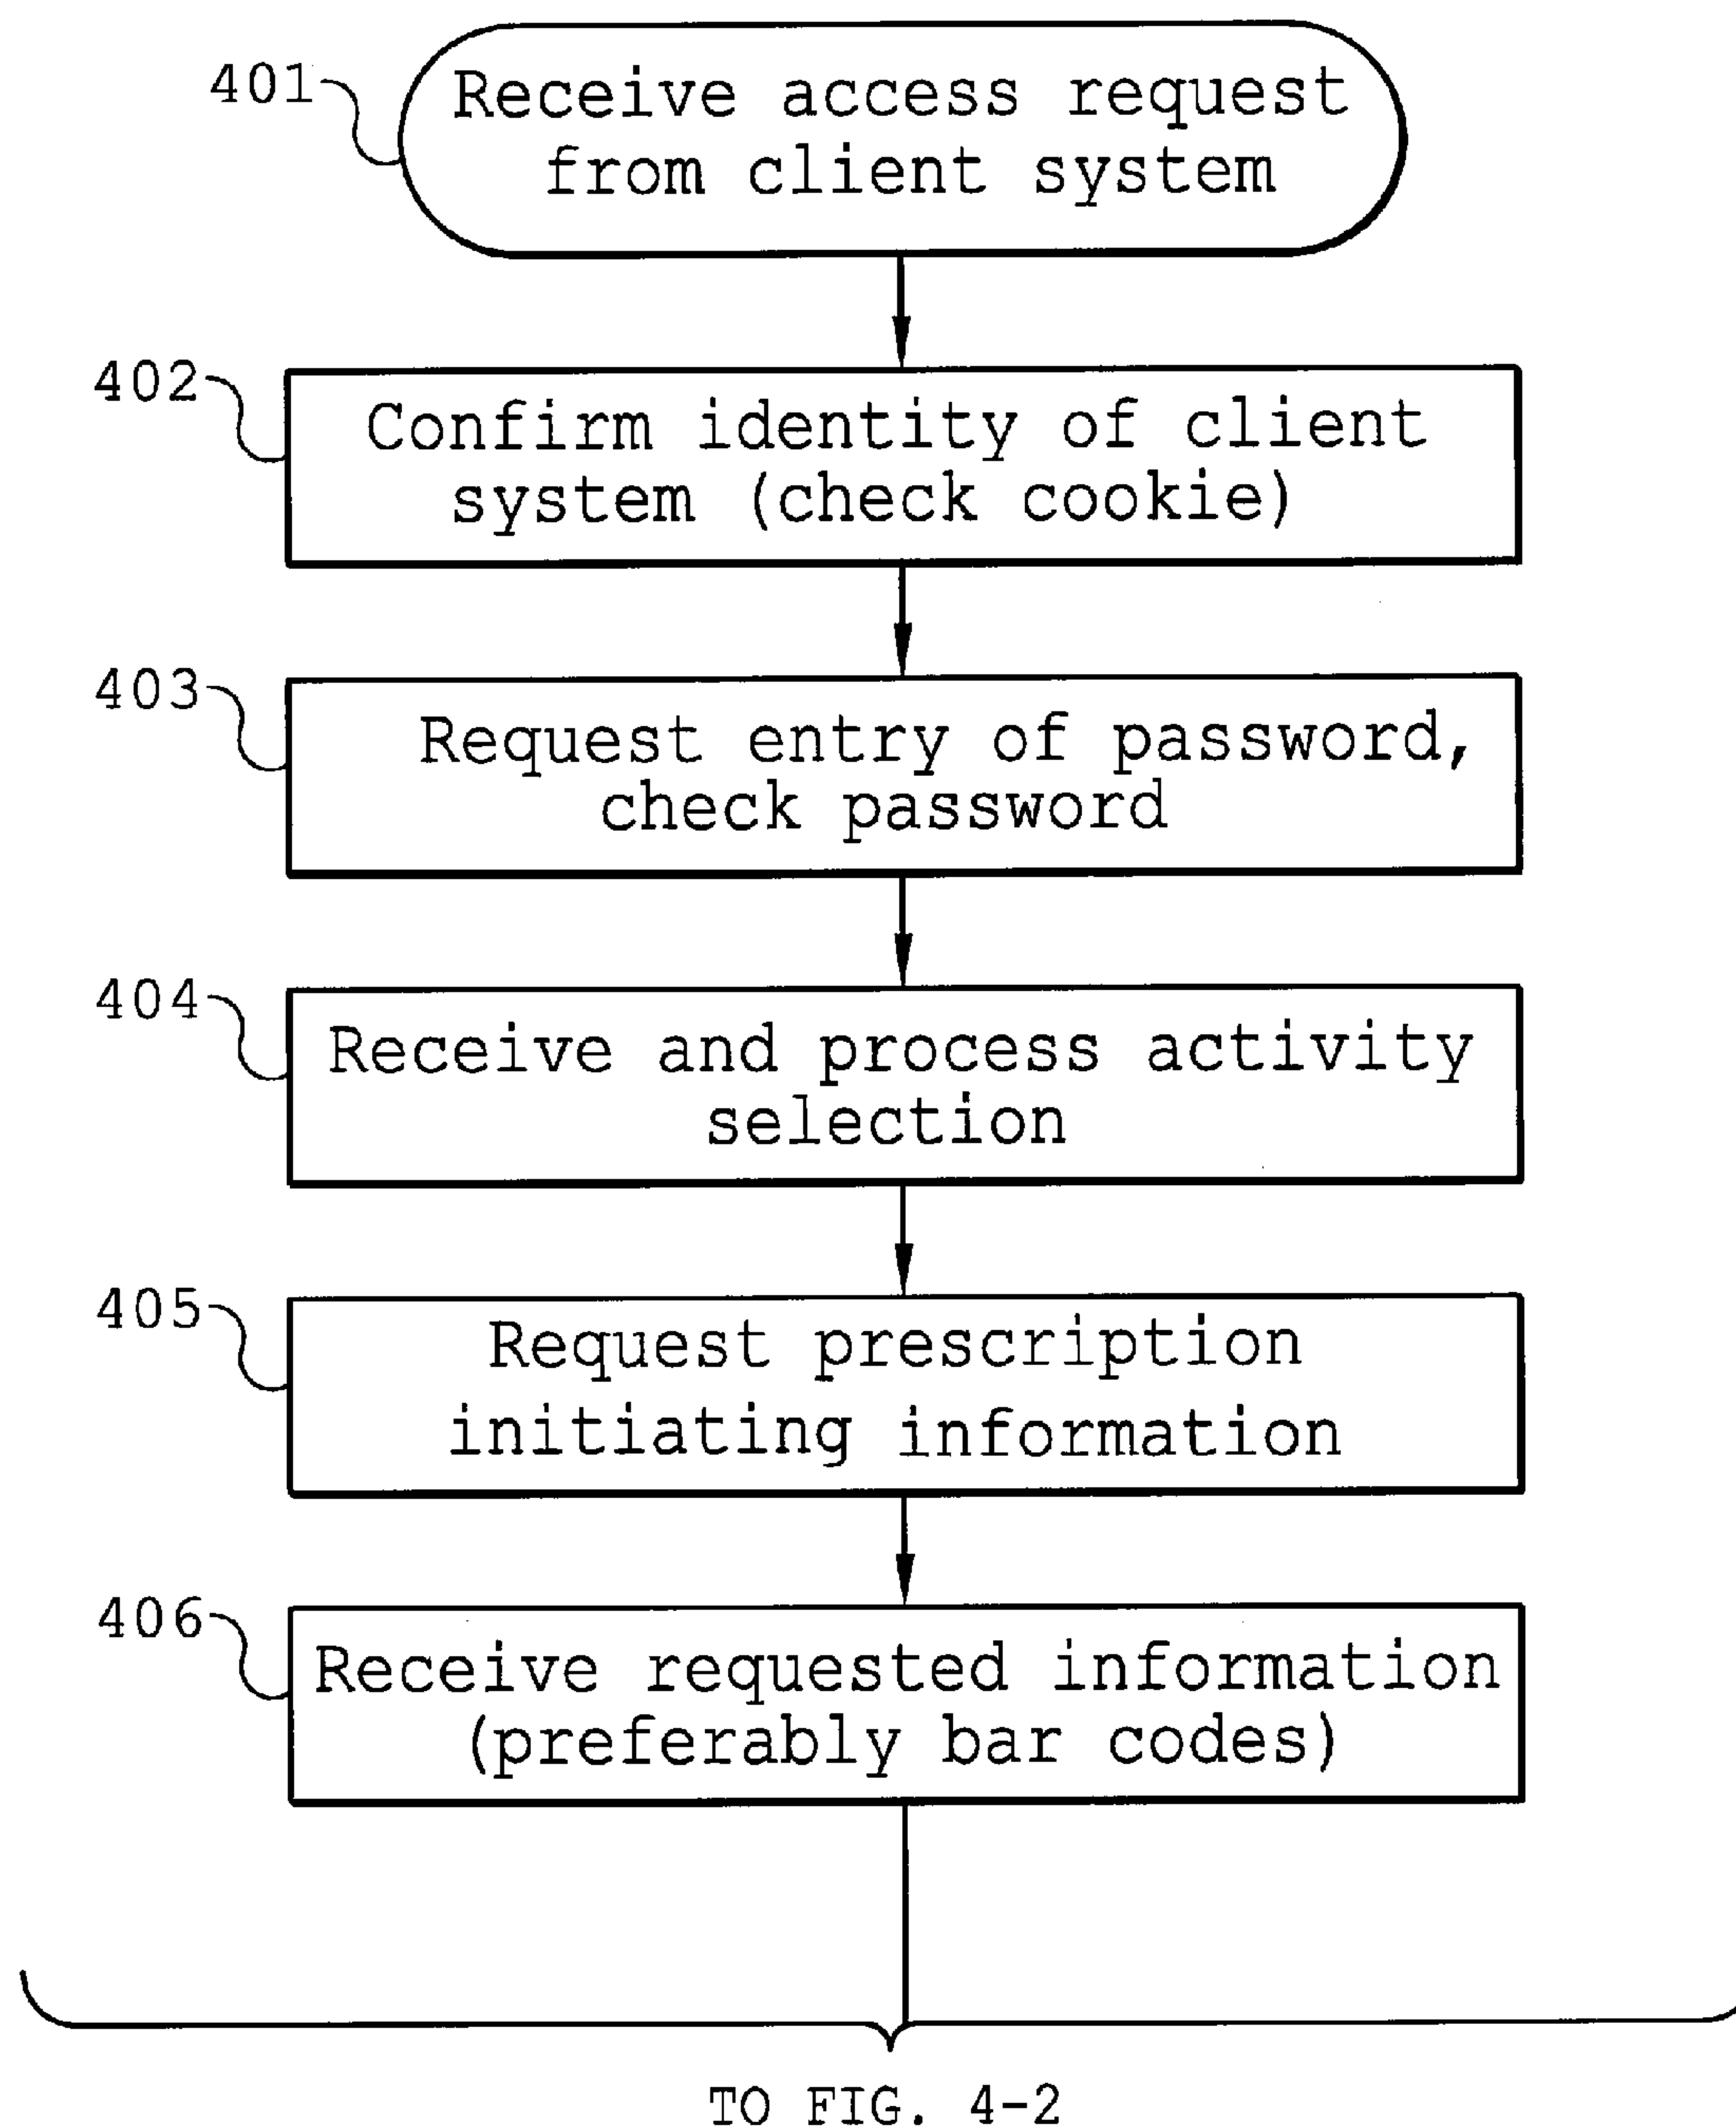 401
Receive access request
from client system
402
Confirm identity of client
system (check cookie)
403
Request entry of password,
check password
404
Receive and process activity
selection
405
Request prescription
initiating information
406
Receive requested information
(preferably bar codes)
TO FIG. 4-2